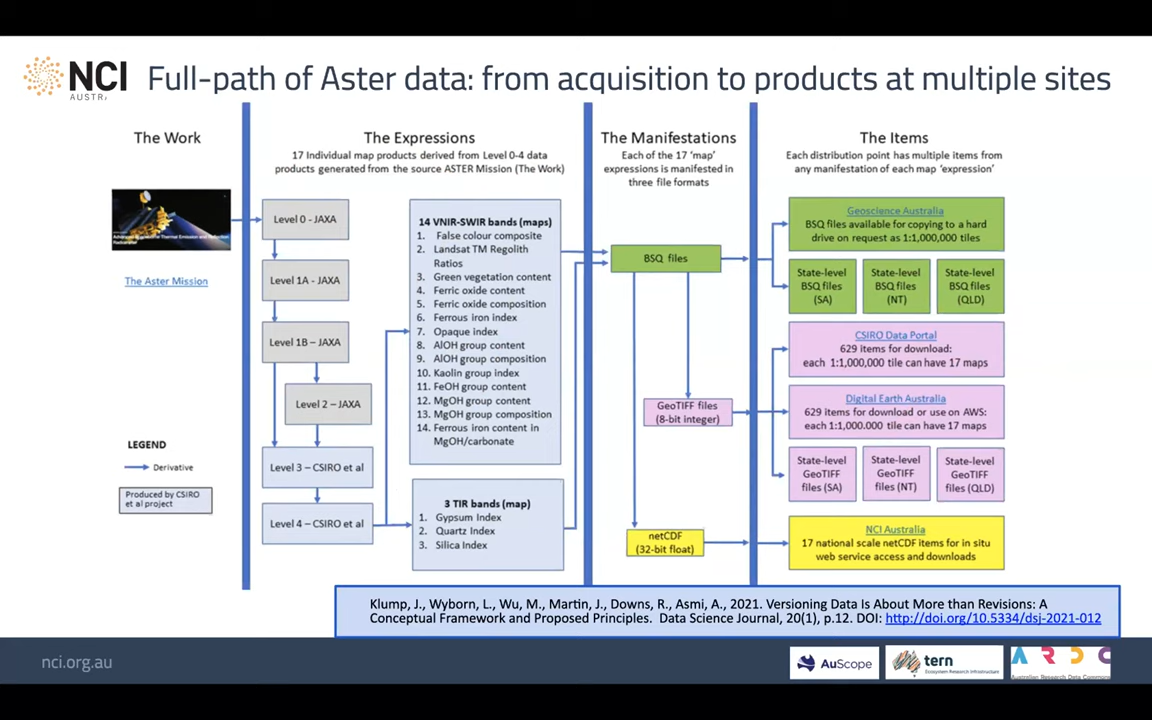 NCI
AUSTRA
Full-path of Aster data: from acquisition to products at multiple sites
The Work
The Aster Mission
LEGEND
Derivative
Produced by CSIRO
et al project
The Expressions
17 Individual map products derived from Level 0-4 data
products generated from the source ASTER Mission (The Work)
Level 0 - JAXA
Level 1A - JAXA
Level 1B – JAXA
Level 2 – JAXA
Level 3 – CSIRO et al
Level 4 – CSIRO et al
14 VNIR-SWIR bands (maps)
1. False colour composite
2. Landsat TM Regolith
Ratios
3. Green vegetation content
4. Ferric oxide content
5. Ferric oxide composition
6. Ferrous iron index
7. Opaque index
8. AlOH group content
9. AlOH group composition
10. Kaolin group index
11. FeOH group content
12. MgOH group content
13. MgOH group composition
14. Ferrous iron content in
MgOH/carbonate
3 TIR bands (map)
1. Gypsum Index
2. Quartz Index
3. Silica Index
The Manifestations
Each of the 17 ‘map’
expressions is manifested in
three file formats
BSQ files
GeoTIFF files
(8-bit integer)
netCDF
(32-bit float)
The Items
Each distribution point has multiple items from
any manifestation of each map ‘expression’
Geoscience Australia
BSQ files available for copying to a hard
drive on request as 1:1,000,000 tiles
State-level
BSQ files
(SA)
State-level
BSQ files
(NT)
State-level
BSQ files
(QLD)
CSIRO Data Portal
629 items for download:
each 1:1,000,000 tile can have 17 maps
Digital Earth Australia
629 items for download or use on AWS:
each 1:1,000.000 tile can have 17 maps
State-level
GeoTIFF
files (SA)
State-level
GeoTIFF
files (NT)
State-level
GeoTIFF
files (QLD)
NCI Australia
17 national scale netCDF items for in situ
web service access and downloads
Klump, J., Wyborn, L., Wu, M., Martin, J., Downs, R., Asmi, A., 2021. Versioning Data Is About More than Revisions: A
Conceptual Framework and Proposed Principles. Data Science Journal, 20(1), p.12. DOI: http://doi.org/10.5334/dsj-2021-012
nci.org.au
AuScope
tern
Ecosystem Research Infrastructure
ARDC
Australian Research Data Commons